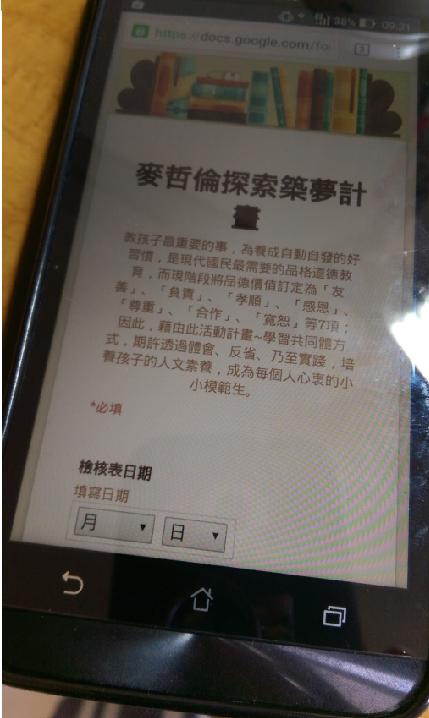 38% 09:31
https://docs.google.com/fo
3
麥哲倫探索築夢計
畫
教孩子最重要的事，為養成自動自發的好
習慣，是現代國民最需要的品格道德教
育，而現階段將品德價值訂定為「友
善」、「負責」、「孝順」、「感恩」、
「尊重」、「合作」、「寬恕」等7項；
因此，藉由此活動計畫~學習共同體方
式，期許透過體會、反省、乃至實踐，培
養孩子的人文素養，成為每個人心衷的小
小模範生。
*必填
檢核表日期
填寫日期
月 日